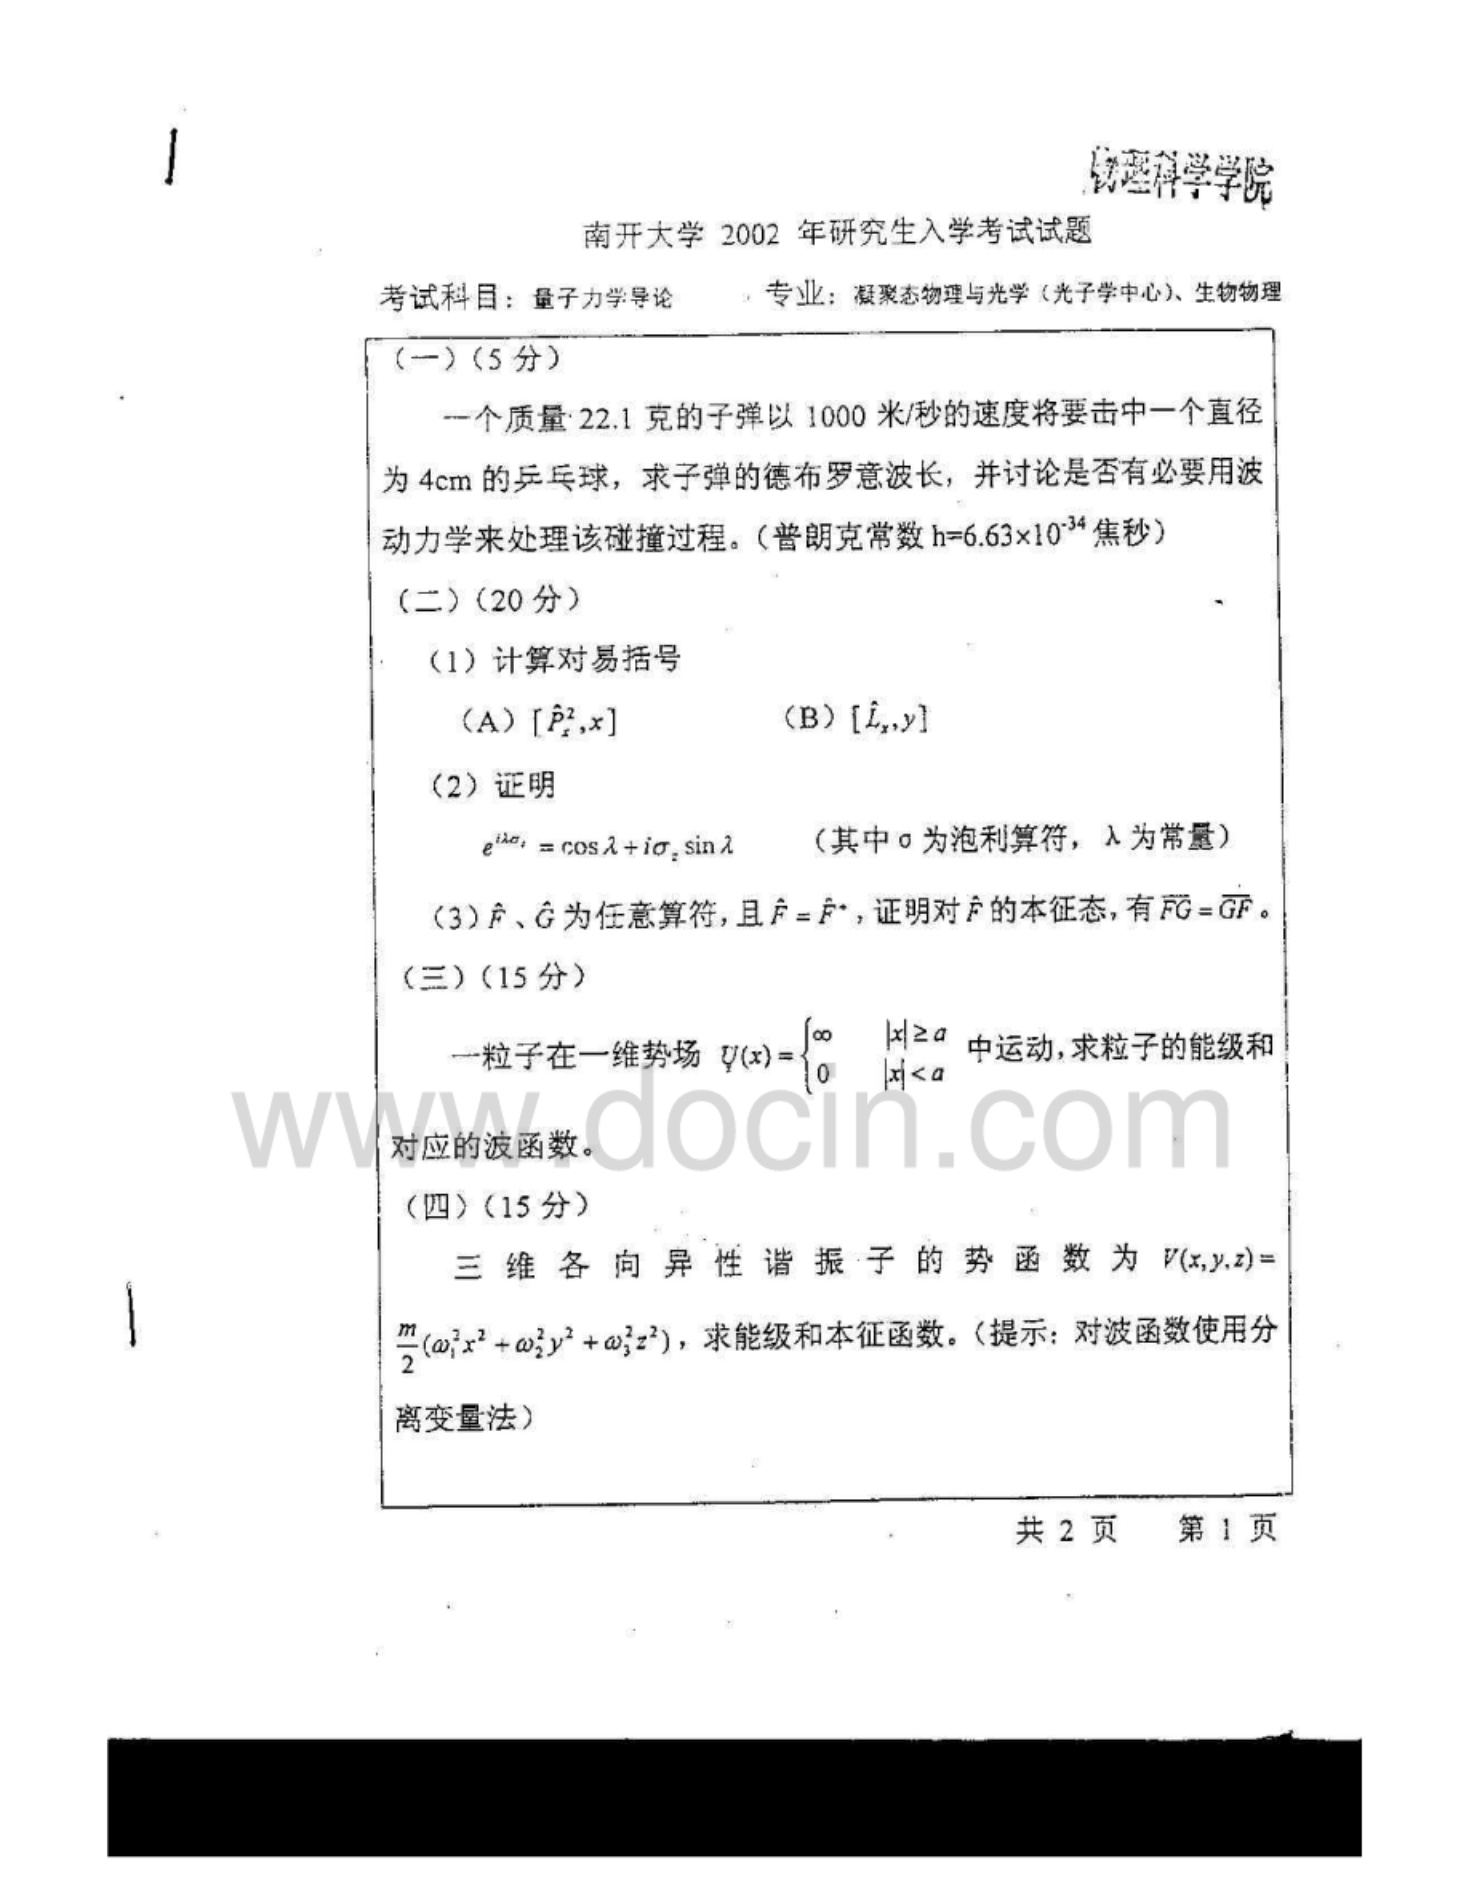 物理科学学院
南开大学 2002 年研究生入学考试试题
考试科目：量子力学导论 专业：凝聚态物理与光学（光子学中心）、生物物理
（一）（5 分）
一个质量 22.1 克的子弹以 1000 米/秒的速度将要击中一个直径
为 4cm 的乒乓球，求子弹的德布罗意波长，并讨论是否有必要用波
动力学来处理该碰撞过程。（普朗克常数 h=6.63×10⁻³⁴ 焦秒）
（二）（20 分）
（1）计算对易括号
（A）[P̂ₓ²,x] （B）[L̂ₓ,y]
（2）证明
e^{iλσ_z} = cosλ+iσ_z sinλ （其中 σ 为泡利算符，λ 为常量）
（3）F̂、Ĝ 为任意算符，且 F̂ = F̂⁺，证明对 F̂ 的本征态，有 \overline{FG} = \overline{GF}。
（三）（15 分）
一粒子在一维势场 U(x) = { ∞ |x| ≥ a ; 0 |x| < a 中运动，求粒子的能级和
对应的波函数。
（四）（15 分）
三维各向异性谐振子的势函数为 V(x,y,z) =
m/2 (ω₁²x² + ω₂²y² + ω₃²z²)，求能级和本征函数。（提示：对波函数使用分
离变量法）
共 2 页 第 1 页
www.docin.com